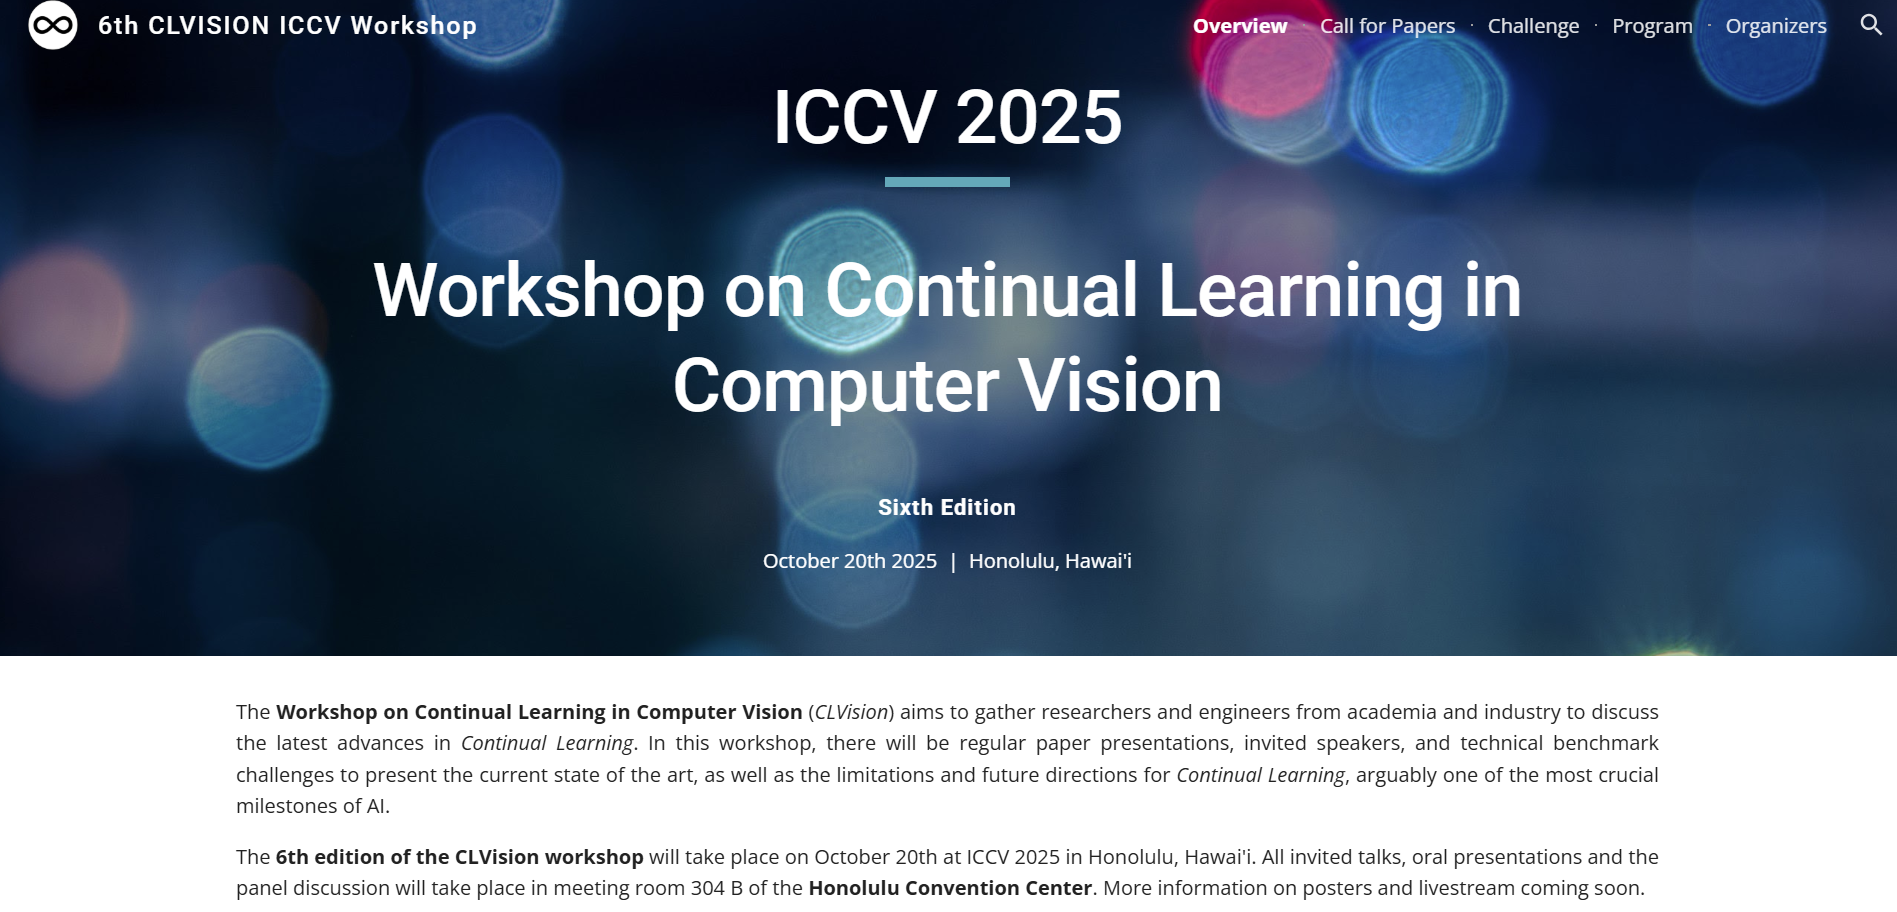 6th CLVISION ICCV Workshop
Overview · Call for Papers · Challenge · Program · Organizers
ICCV 2025
Workshop on Continual Learning in
Computer Vision
Sixth Edition
October 20th 2025 | Honolulu, Hawai'i
The Workshop on Continual Learning in Computer Vision (CLVision) aims to gather researchers and engineers from academia and industry to discuss
the latest advances in Continual Learning. In this workshop, there will be regular paper presentations, invited speakers, and technical benchmark
challenges to present the current state of the art, as well as the limitations and future directions for Continual Learning, arguably one of the most crucial
milestones of AI.
The 6th edition of the CLVision workshop will take place on October 20th at ICCV 2025 in Honolulu, Hawai'i. All invited talks, oral presentations and the
panel discussion will take place in meeting room 304 B of the Honolulu Convention Center. More information on posters and livestream coming soon.